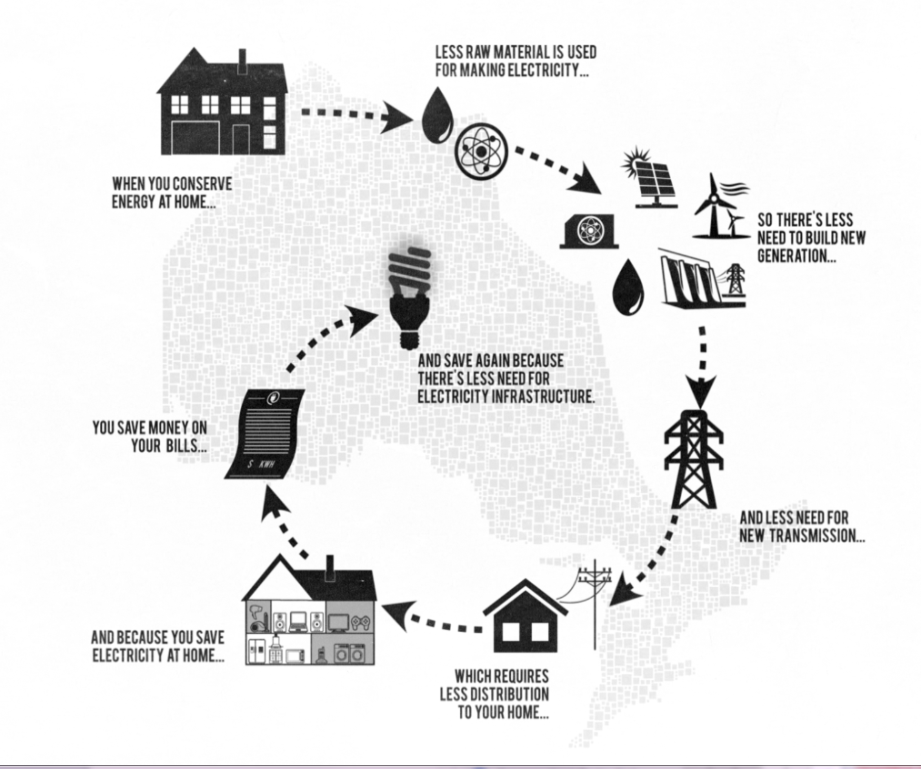 WHEN YOU CONSERVE
ENERGY AT HOME...
LESS RAW MATERIAL IS USED
FOR MAKING ELECTRICITY...
SO THERE'S LESS
NEED TO BUILD NEW
GENERATION...
AND LESS NEED FOR
NEW TRANSMISSION...
WHICH REQUIRES
LESS DISTRIBUTION
TO YOUR HOME...
AND BECAUSE YOU SAVE
ELECTRICITY AT HOME...
YOU SAVE MONEY ON
YOUR BILLS...
$ KWH
AND SAVE AGAIN BECAUSE
THERE'S LESS NEED FOR
ELECTRICITY INFRASTRUCTURE.